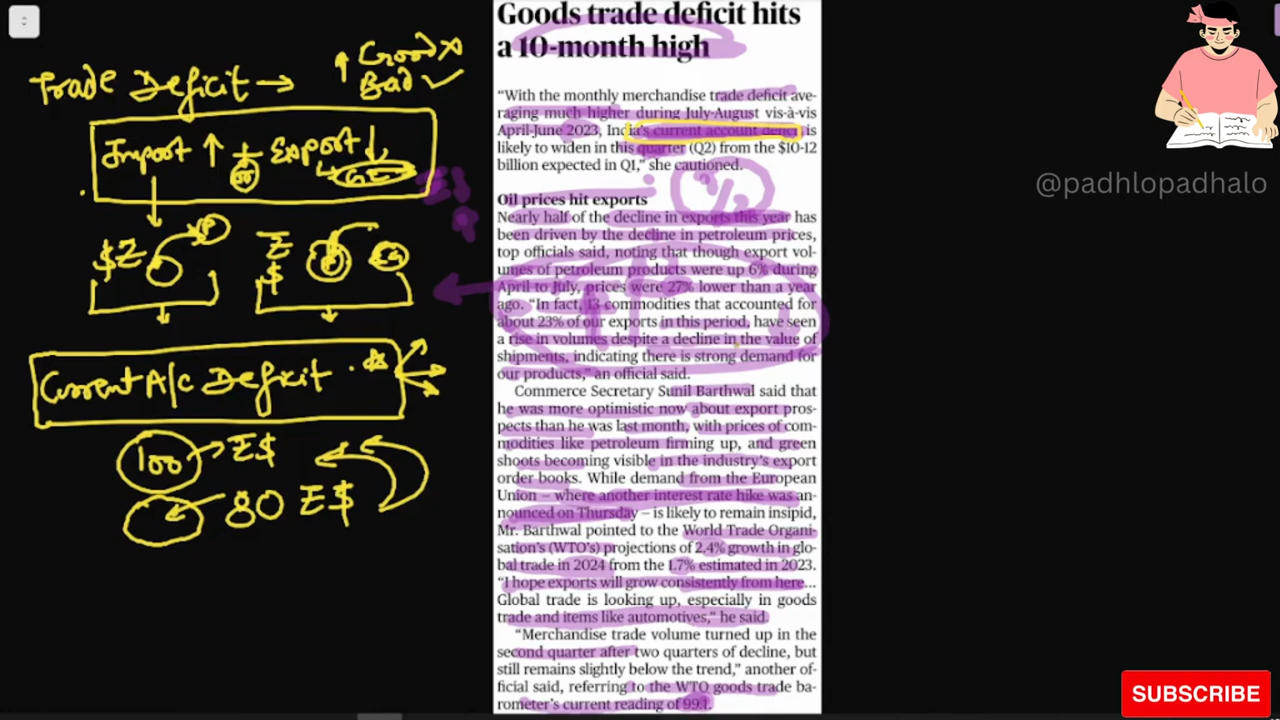 Trade Deficit → ↑ Good x
Bad ✓
Import ↑ + Export ↓
Current A/c Deficit
100 → ₹$
80 ₹$
Goods trade deficit hits
a 10-month high
“With the monthly merchandise trade deficit ave-
raging much higher during July-August vis-à-vis
April-June 2023, India’s current account deficit is
likely to widen in this quarter (Q2) from the $10-12
billion expected in Q1,” she cautioned.
Oil prices hit exports
Nearly half of the decline in exports this year has
been driven by the decline in petroleum prices,
top officials said, noting that though export vol-
umes of petroleum products were up 6% during
April to July, prices were 27% lower than a year
ago. “In fact, 13 commodities that accounted for
about 23% of our exports in this period, have seen
a rise in volumes despite a decline in the value of
shipments, indicating there is strong demand for
our products,” an official said.
Commerce Secretary Sunil Barthwal said that
he was more optimistic now about export pros-
pects than he was last month, with prices of com-
modities like petroleum firming up, and green
shoots becoming visible in the industry’s export
order books. While demand from the European
Union – where another interest rate hike was an-
nounced on Thursday – is likely to remain insipid,
Mr. Barthwal pointed to the World Trade Organi-
sation’s (WTO’s) projections of 2.4% growth in glo-
bal trade in 2024 from the 1.7% estimated in 2023.
“I hope exports will grow consistently from here...
Global trade is looking up, especially in goods
trade and items like automotives,” he said.
“Merchandise trade volume turned up in the
second quarter after two quarters of decline, but
still remains slightly below the trend,” another of-
ficial said, referring to the WTO goods trade ba-
rometer’s current reading of 99.1.
@padhlopadhalo
SUBSCRIBE